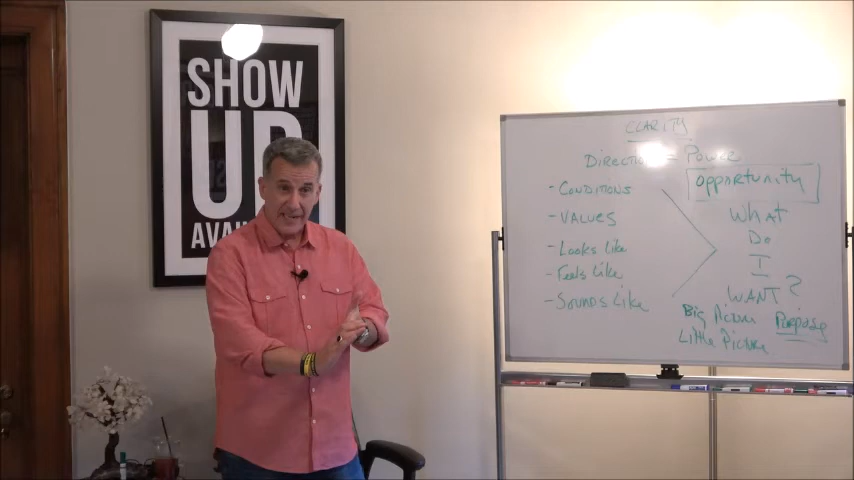 SHOW
UP
AVAI
CLARITY
DIRECTION = POWER
- CONDITIONS
- VALUES
- Looks Like
- Feels Like
- Sounds Like
Opportunity
What
Do
I
WANT?
Big Picture Purpose
Little Picture